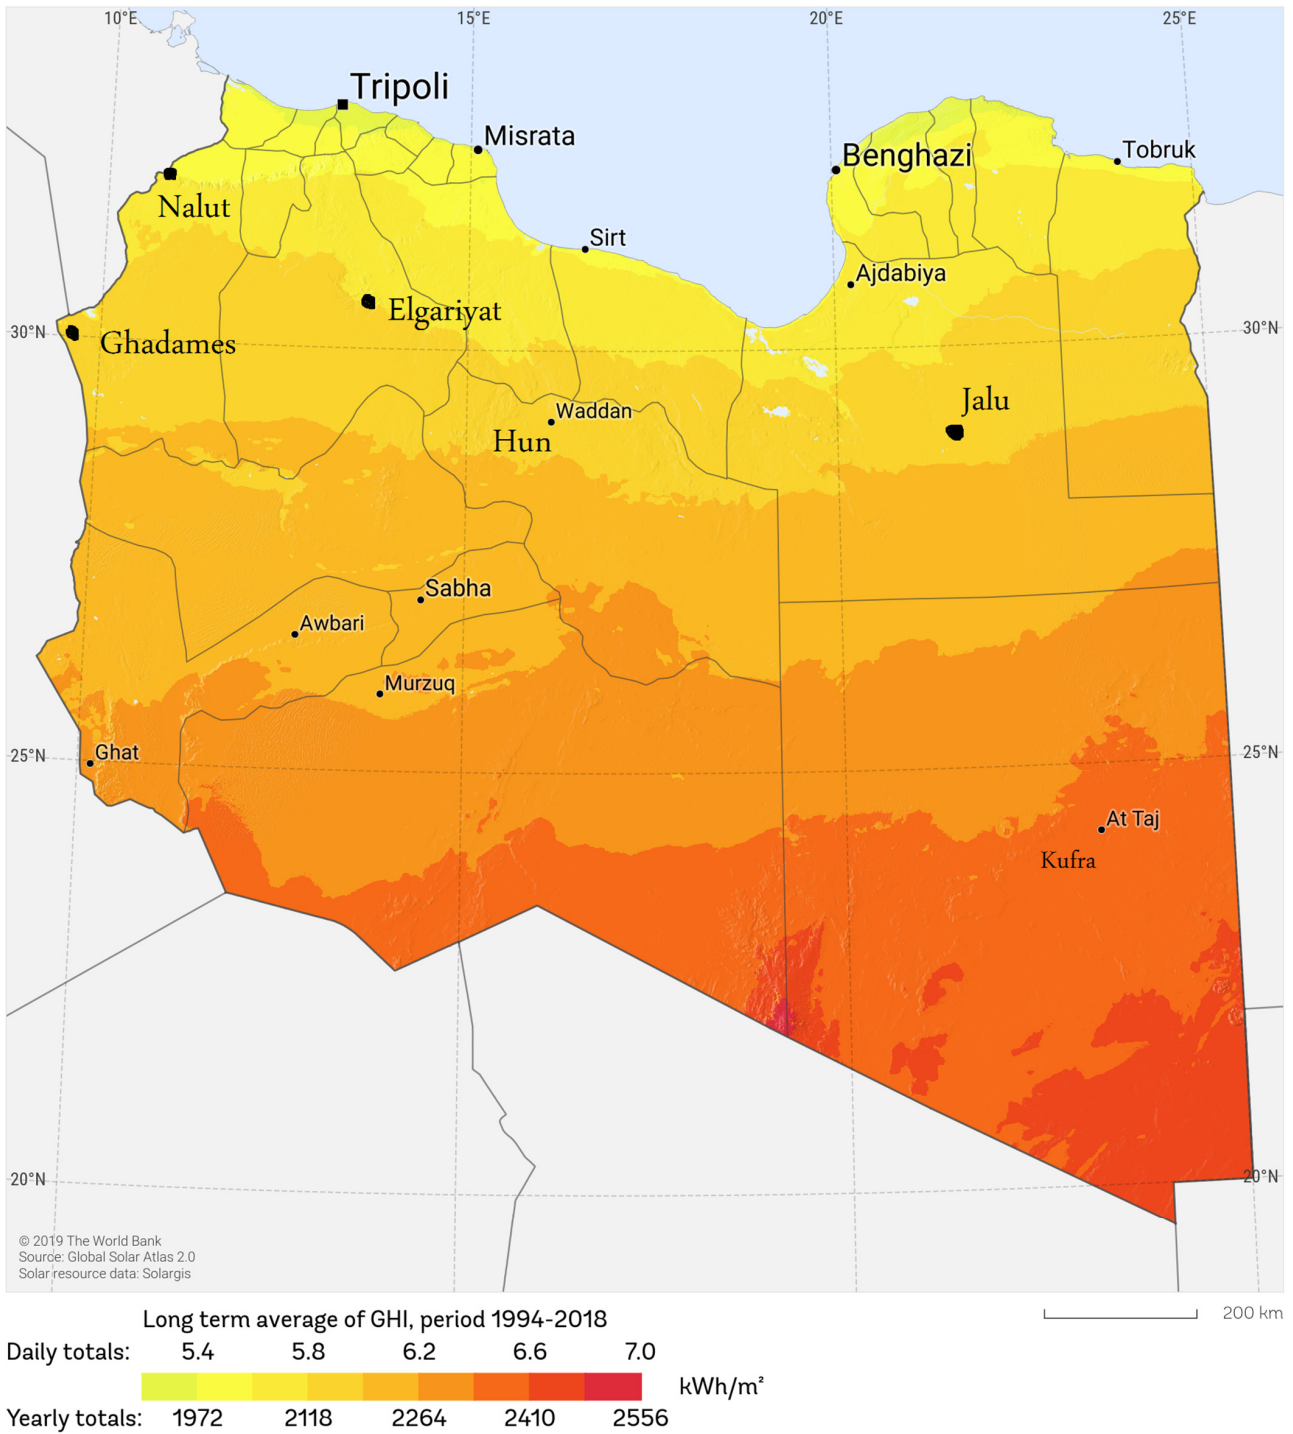 10°E 15°E 20°E 25°E
Tripoli
Misrata
Benghazi
Tobruk
Nalut
Sirt
Ajdabiya
Elgariyat
30°N 30°N
Ghadames
Jalu
Waddan
Hun
Sabha
Awbari
Murzuq
Ghat
25°N 25°N
At Taj
Kufra
20°N 20°N
© 2019 The World Bank
Source: Global Solar Atlas 2.0
Solar resource data: Solargis
200 km
Long term average of GHI, period 1994-2018
Daily totals: 5.4 5.8 6.2 6.6 7.0
kWh/m²
Yearly totals: 1972 2118 2264 2410 2556